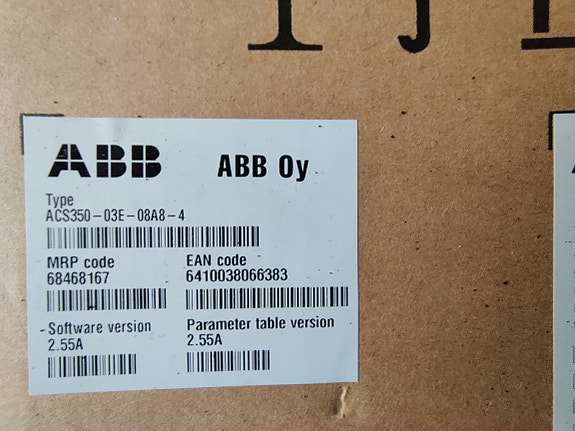 ABB ABB Oy
Type
ACS350-03E-08A8-4
MRP code EAN code
68468167 6410038066383
Software version Parameter table version
2.55A 2.55A